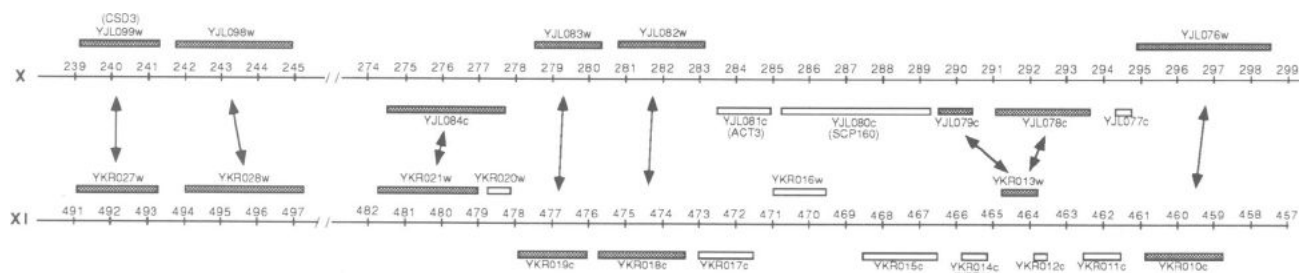 (CSD3)
YJL099w YJL098w YJL083w YJL082w YJL076w
X 239 240 241 242 243 244 245 // 274 275 276 277 278 279 280 281 282 283 284 285 286 287 288 289 290 291 292 293 294 295 296 297 298 299
YJL084c YJL081c YJL080c YJL079c YJL078c YJL077c
(ACT3) (SCP160)
YKR027w YKR028w YKR021w YKR020w YKR016w YKR013w
XI 491 492 493 494 495 496 497 // 482 481 480 479 478 477 476 475 474 473 472 471 470 469 468 467 466 465 464 463 462 461 460 459 458 457
YKR019c YKR018c YKR017c YKR015c YKR014c YKR012c YKR011c YKR010c